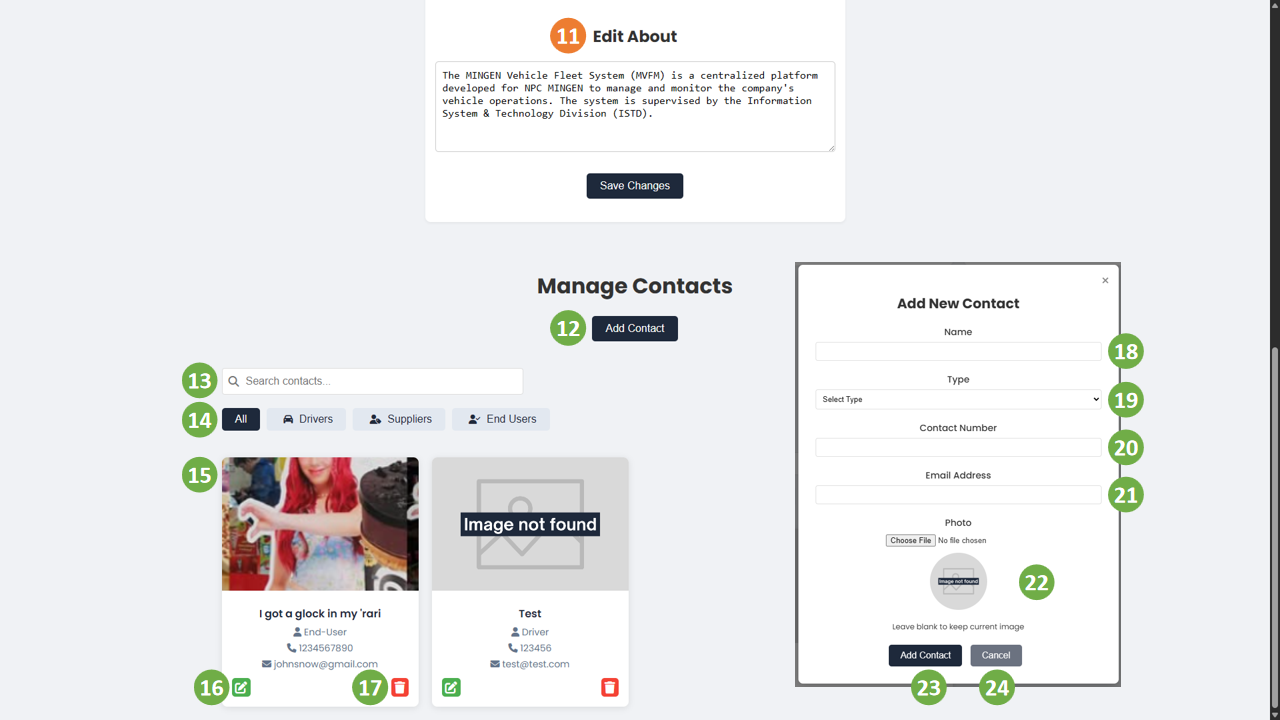 11 Edit About
The MINGEN Vehicle Fleet System (MVFM) is a centralized platform
developed for NPC MINGEN to manage and monitor the company's
vehicle operations. The system is supervised by the Information
System & Technology Division (ISTD).
Save Changes
Manage Contacts
12 Add Contact
13 Search contacts...
14 All Drivers Suppliers End Users
15
Image not found
I got a glock in my 'rari
End-User
1234567890
johnsnow@gmail.com
16 17
Test
Driver
123456
test@test.com
×
Add New Contact
Name
18
Type
Select Type 19
Contact Number
20
Email Address
21
Photo
Choose File No file chosen
Image not found
22
Leave blank to keep current image
Add Contact Cancel
23 24